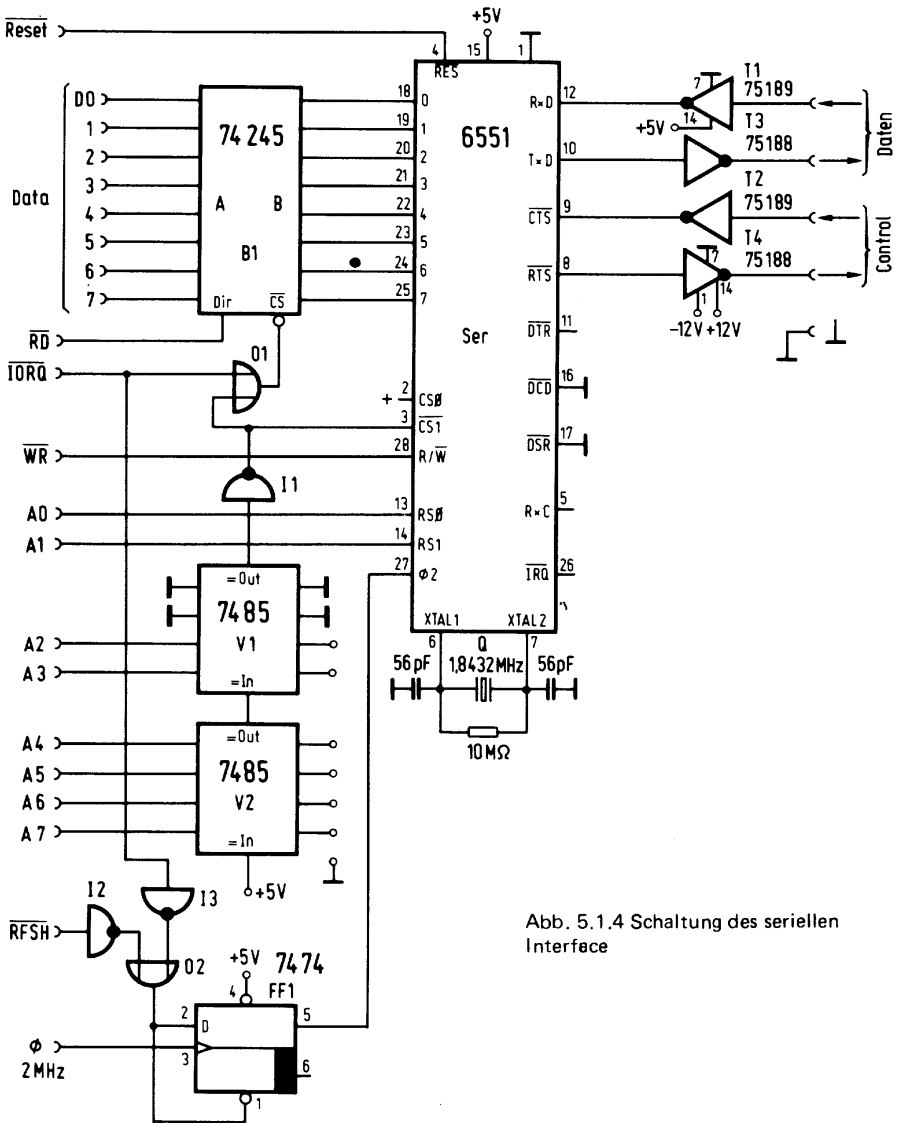 Reset
+5V
4
15
1
RES
D0
1
2
3
4
5
6
7
Data
74 245
A
B
B1
Dir
CS
18
19
20
21
22
23
24
25
0
1
2
3
4
5
6
7
6551
Ser
R×D
T×D
CTS
RTS
DTR
DCD
DSR
R×C
IRQ
12
10
9
8
11
16
17
5
26
T1
75189
7
14
+5V
T3
75188
T2
75189
T4
75188
7
1
14
-12V +12V
Daten
Control
RD
IORQ
O1
+
2
CSØ
3
CS1
WR
28
R/W
I1
A0
13
RSØ
A1
14
RS1
27
Φ2
=Out
7485
V1
=In
A2
A3
XTAL1
XTAL2
6
Q
7
56pF
1,8432MHz
56pF
10MΩ
=Out
7485
V2
=In
A4
A5
A6
A7
+5V
I2
I3
RFSH
O2
+5V
7474
4
FF1
2
D
5
Φ
3
6
2MHz
1
Abb. 5.1.4 Schaltung des seriellen
Interface